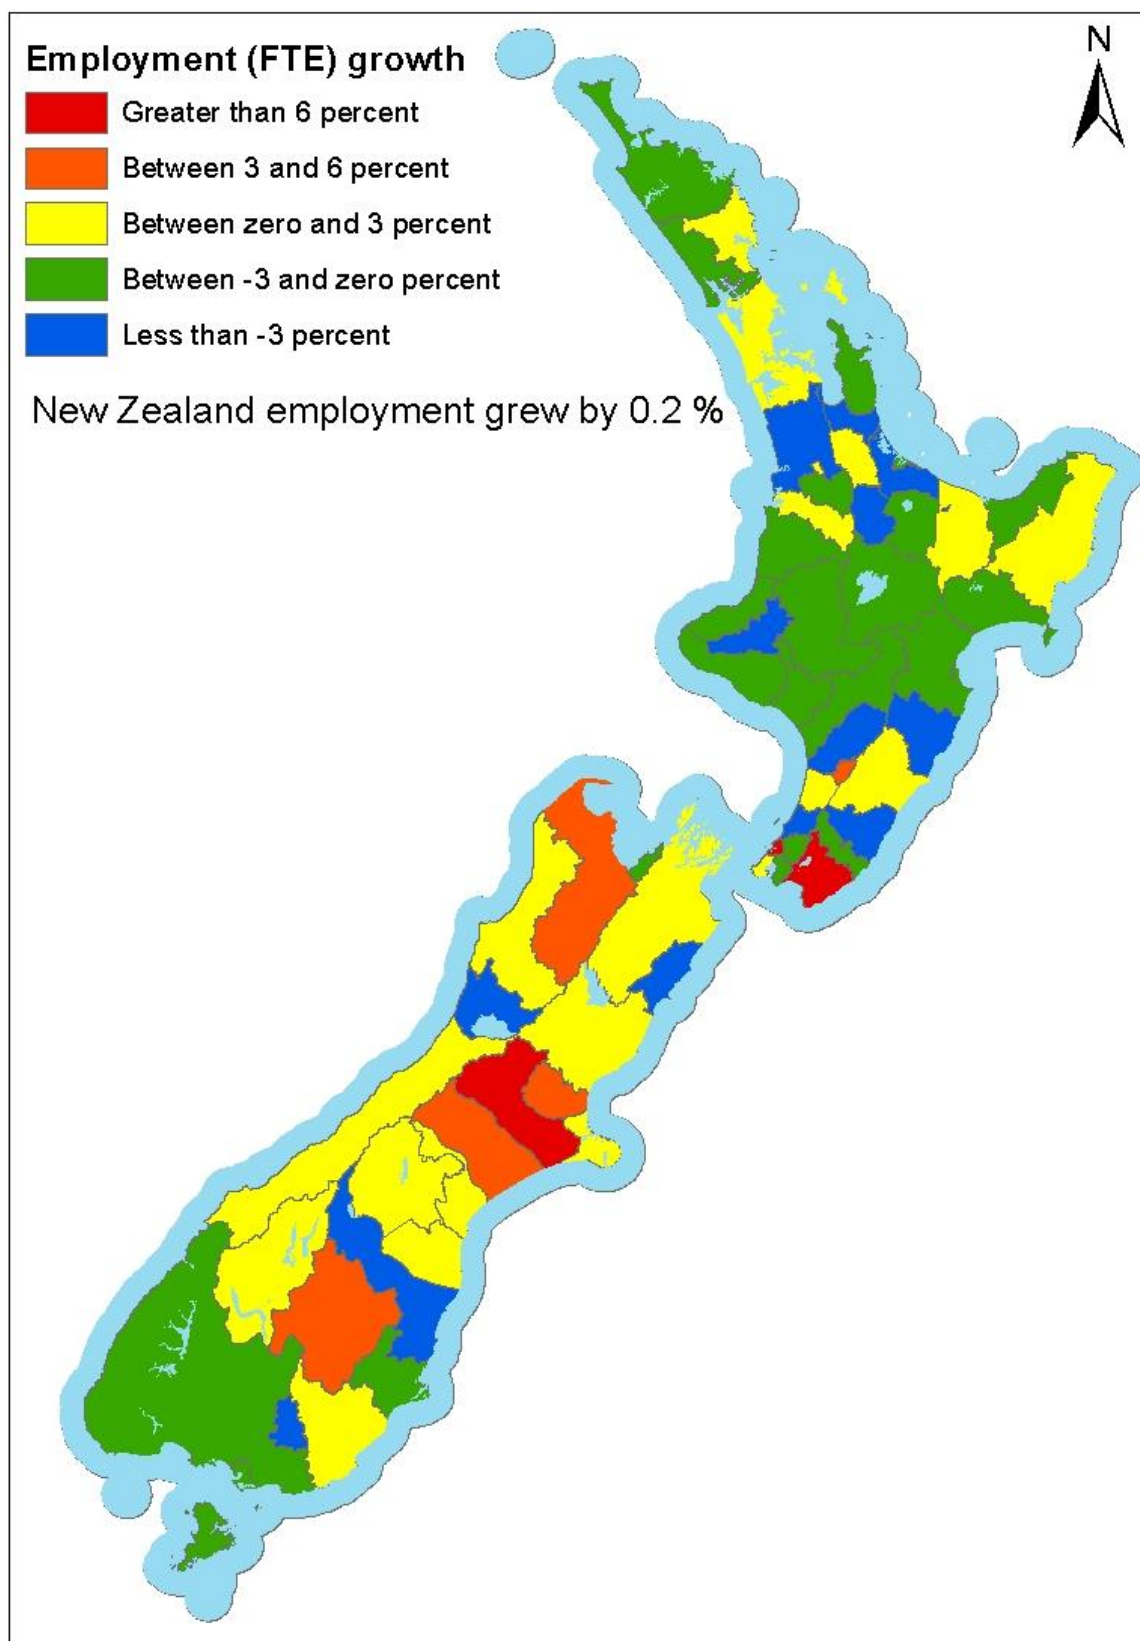 N
Employment (FTE) growth
Greater than 6 percent
Between 3 and 6 percent
Between zero and 3 percent
Between -3 and zero percent
Less than -3 percent
New Zealand employment grew by 0.2 %